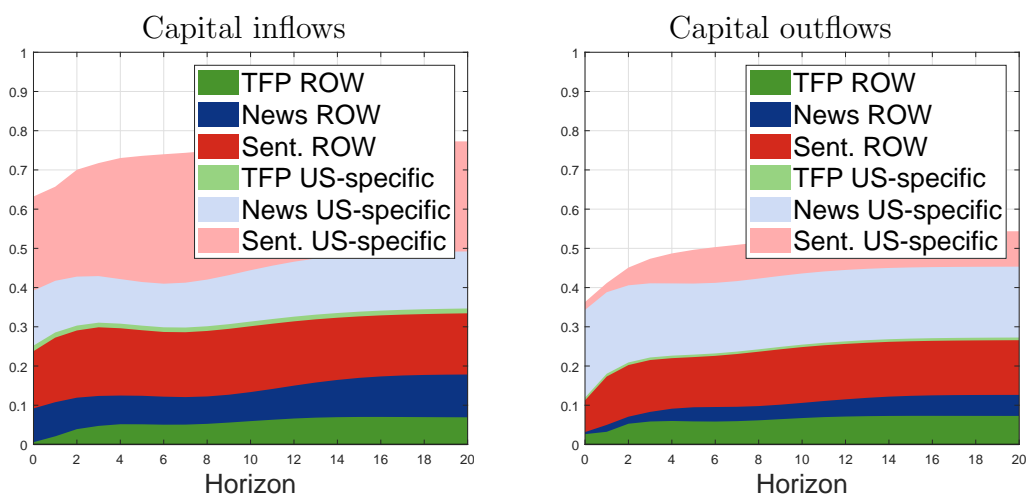 Capital inflows
1
0.9
0.8
0.7
0.6
0.5
0.4
0.3
0.2
0.1
0
0 2 4 6 8 10 12 14 16 18 20
Horizon
TFP ROW
News ROW
Sent. ROW
TFP US-specific
News US-specific
Sent. US-specific
Capital outflows
1
0.9
0.8
0.7
0.6
0.5
0.4
0.3
0.2
0.1
0
0 2 4 6 8 10 12 14 16 18 20
Horizon
TFP ROW
News ROW
Sent. ROW
TFP US-specific
News US-specific
Sent. US-specific